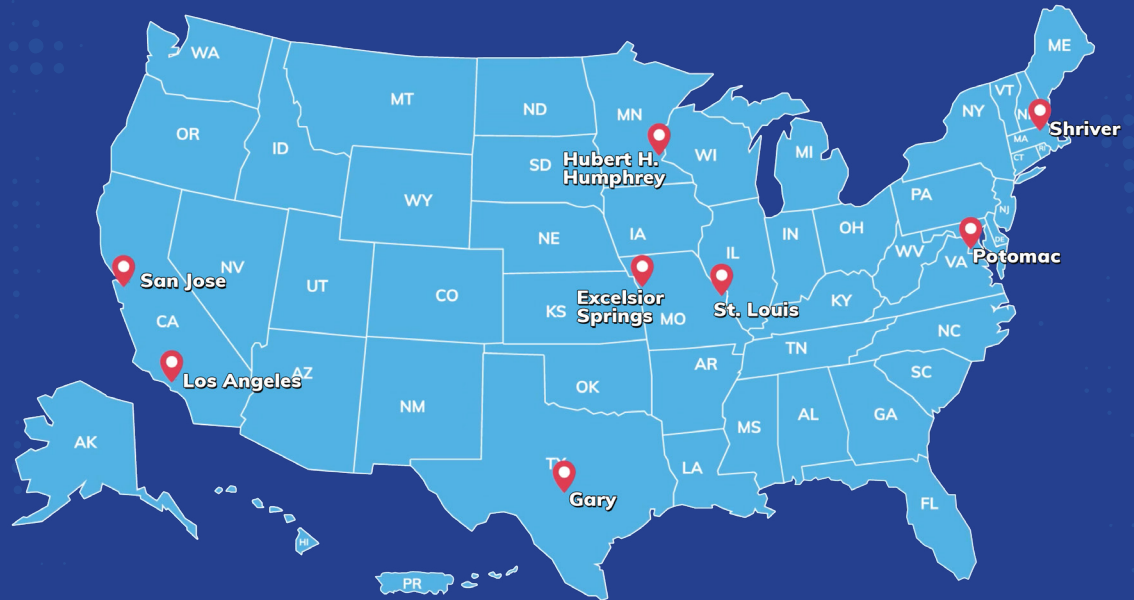 WA
ME
MT
ND
MN
VT
NY
N
OR
ID
SD
WI
MI
MA
RI
CT
Shriver
Hubert H.
Humphrey
WY
PA
NJ
NE
IA
IL
IN
OH
WV
DE
VA
Potomac
San Jose
NV
UT
CO
KS
Excelsior
Springs
MO
St. Louis
KY
CA
NC
TN
Los Angeles
AZ
OK
AR
SC
NM
MS
AL
GA
AK
TX
Gary
LA
FL
HI
PR